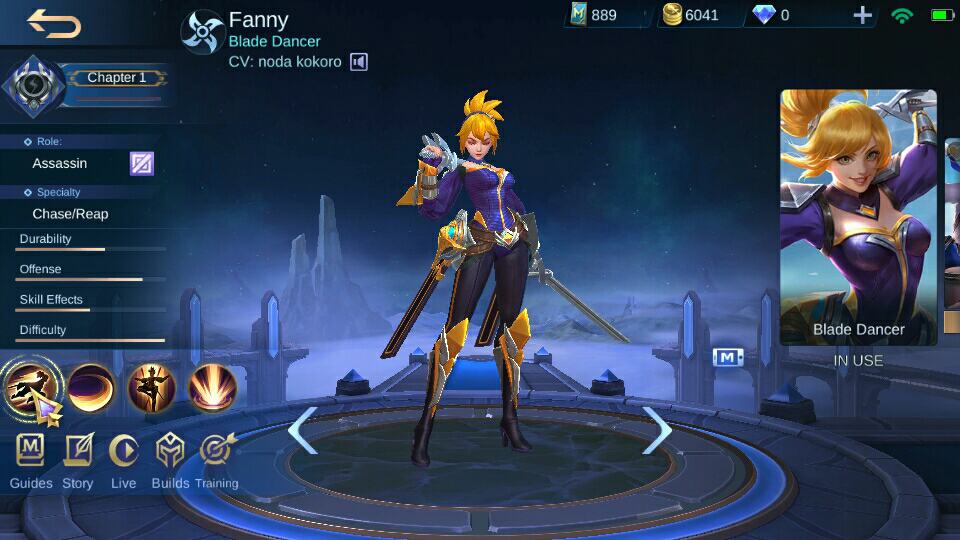 Fanny
Blade Dancer
CV: noda kokoro
889
6041
0
Chapter 1
Role:
Assassin
Specialty
Chase/Reap
Durability
Offense
Skill Effects
Difficulty
Blade Dancer
IN USE
M
M
Guides
Story
Live
Builds
Training